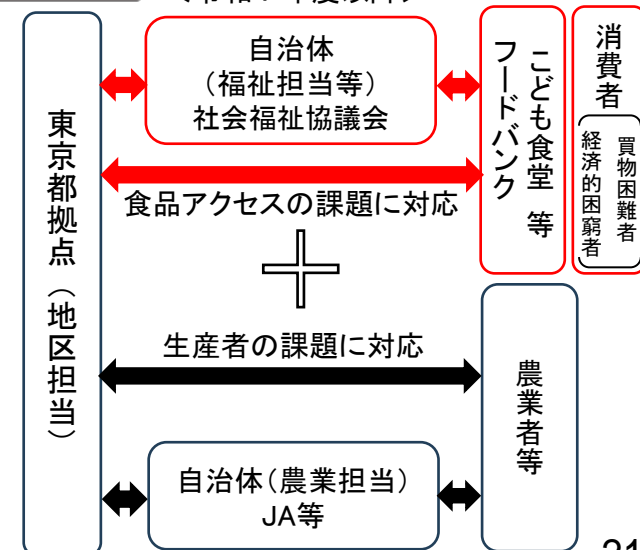 東京都拠点（地区担当）
自治体
（福祉担当等）
社会福祉協議会
フードバンク
こども食堂 等
消費者
買物困難者
経済的困窮者
食品アクセスの課題に対応
生産者の課題に対応
農業者等
自治体（農業担当）
JA等
21